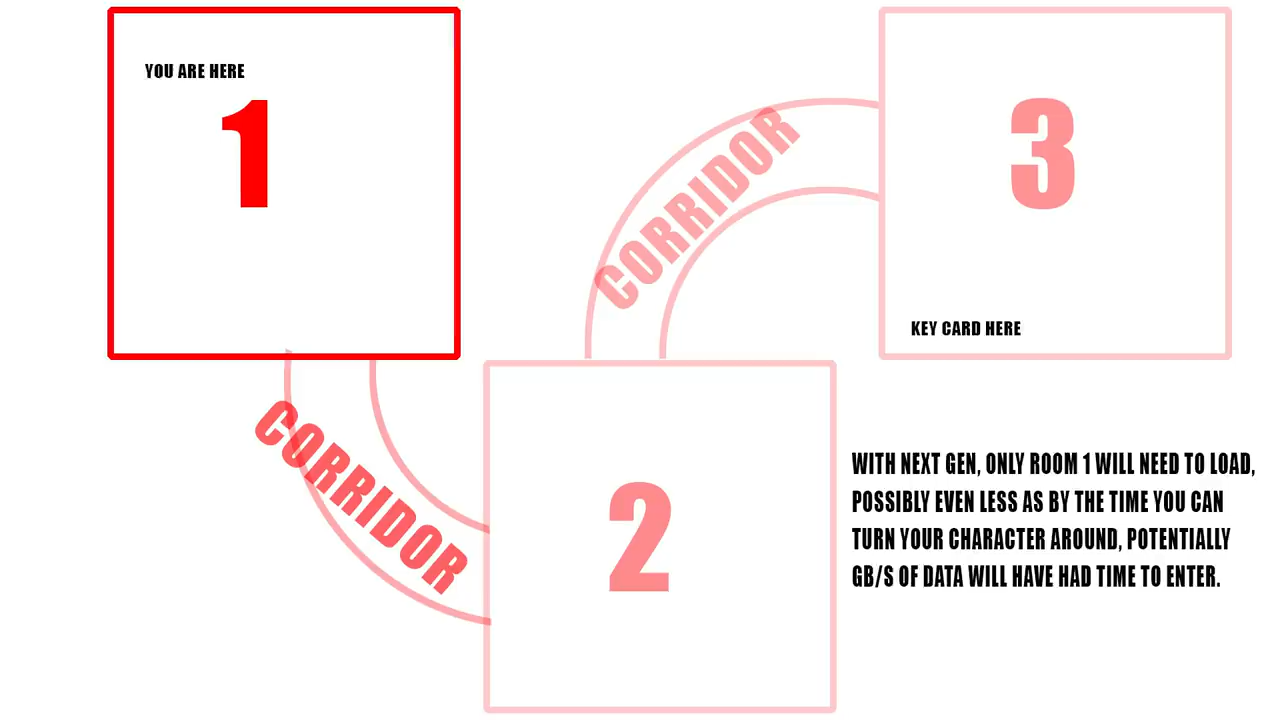 YOU ARE HERE
1
CORRIDOR
2
CORRIDOR
3
KEY CARD HERE
WITH NEXT GEN, ONLY ROOM 1 WILL NEED TO LOAD,
POSSIBLY EVEN LESS AS BY THE TIME YOU CAN
TURN YOUR CHARACTER AROUND, POTENTIALLY
GB/S OF DATA WILL HAVE HAD TIME TO ENTER.